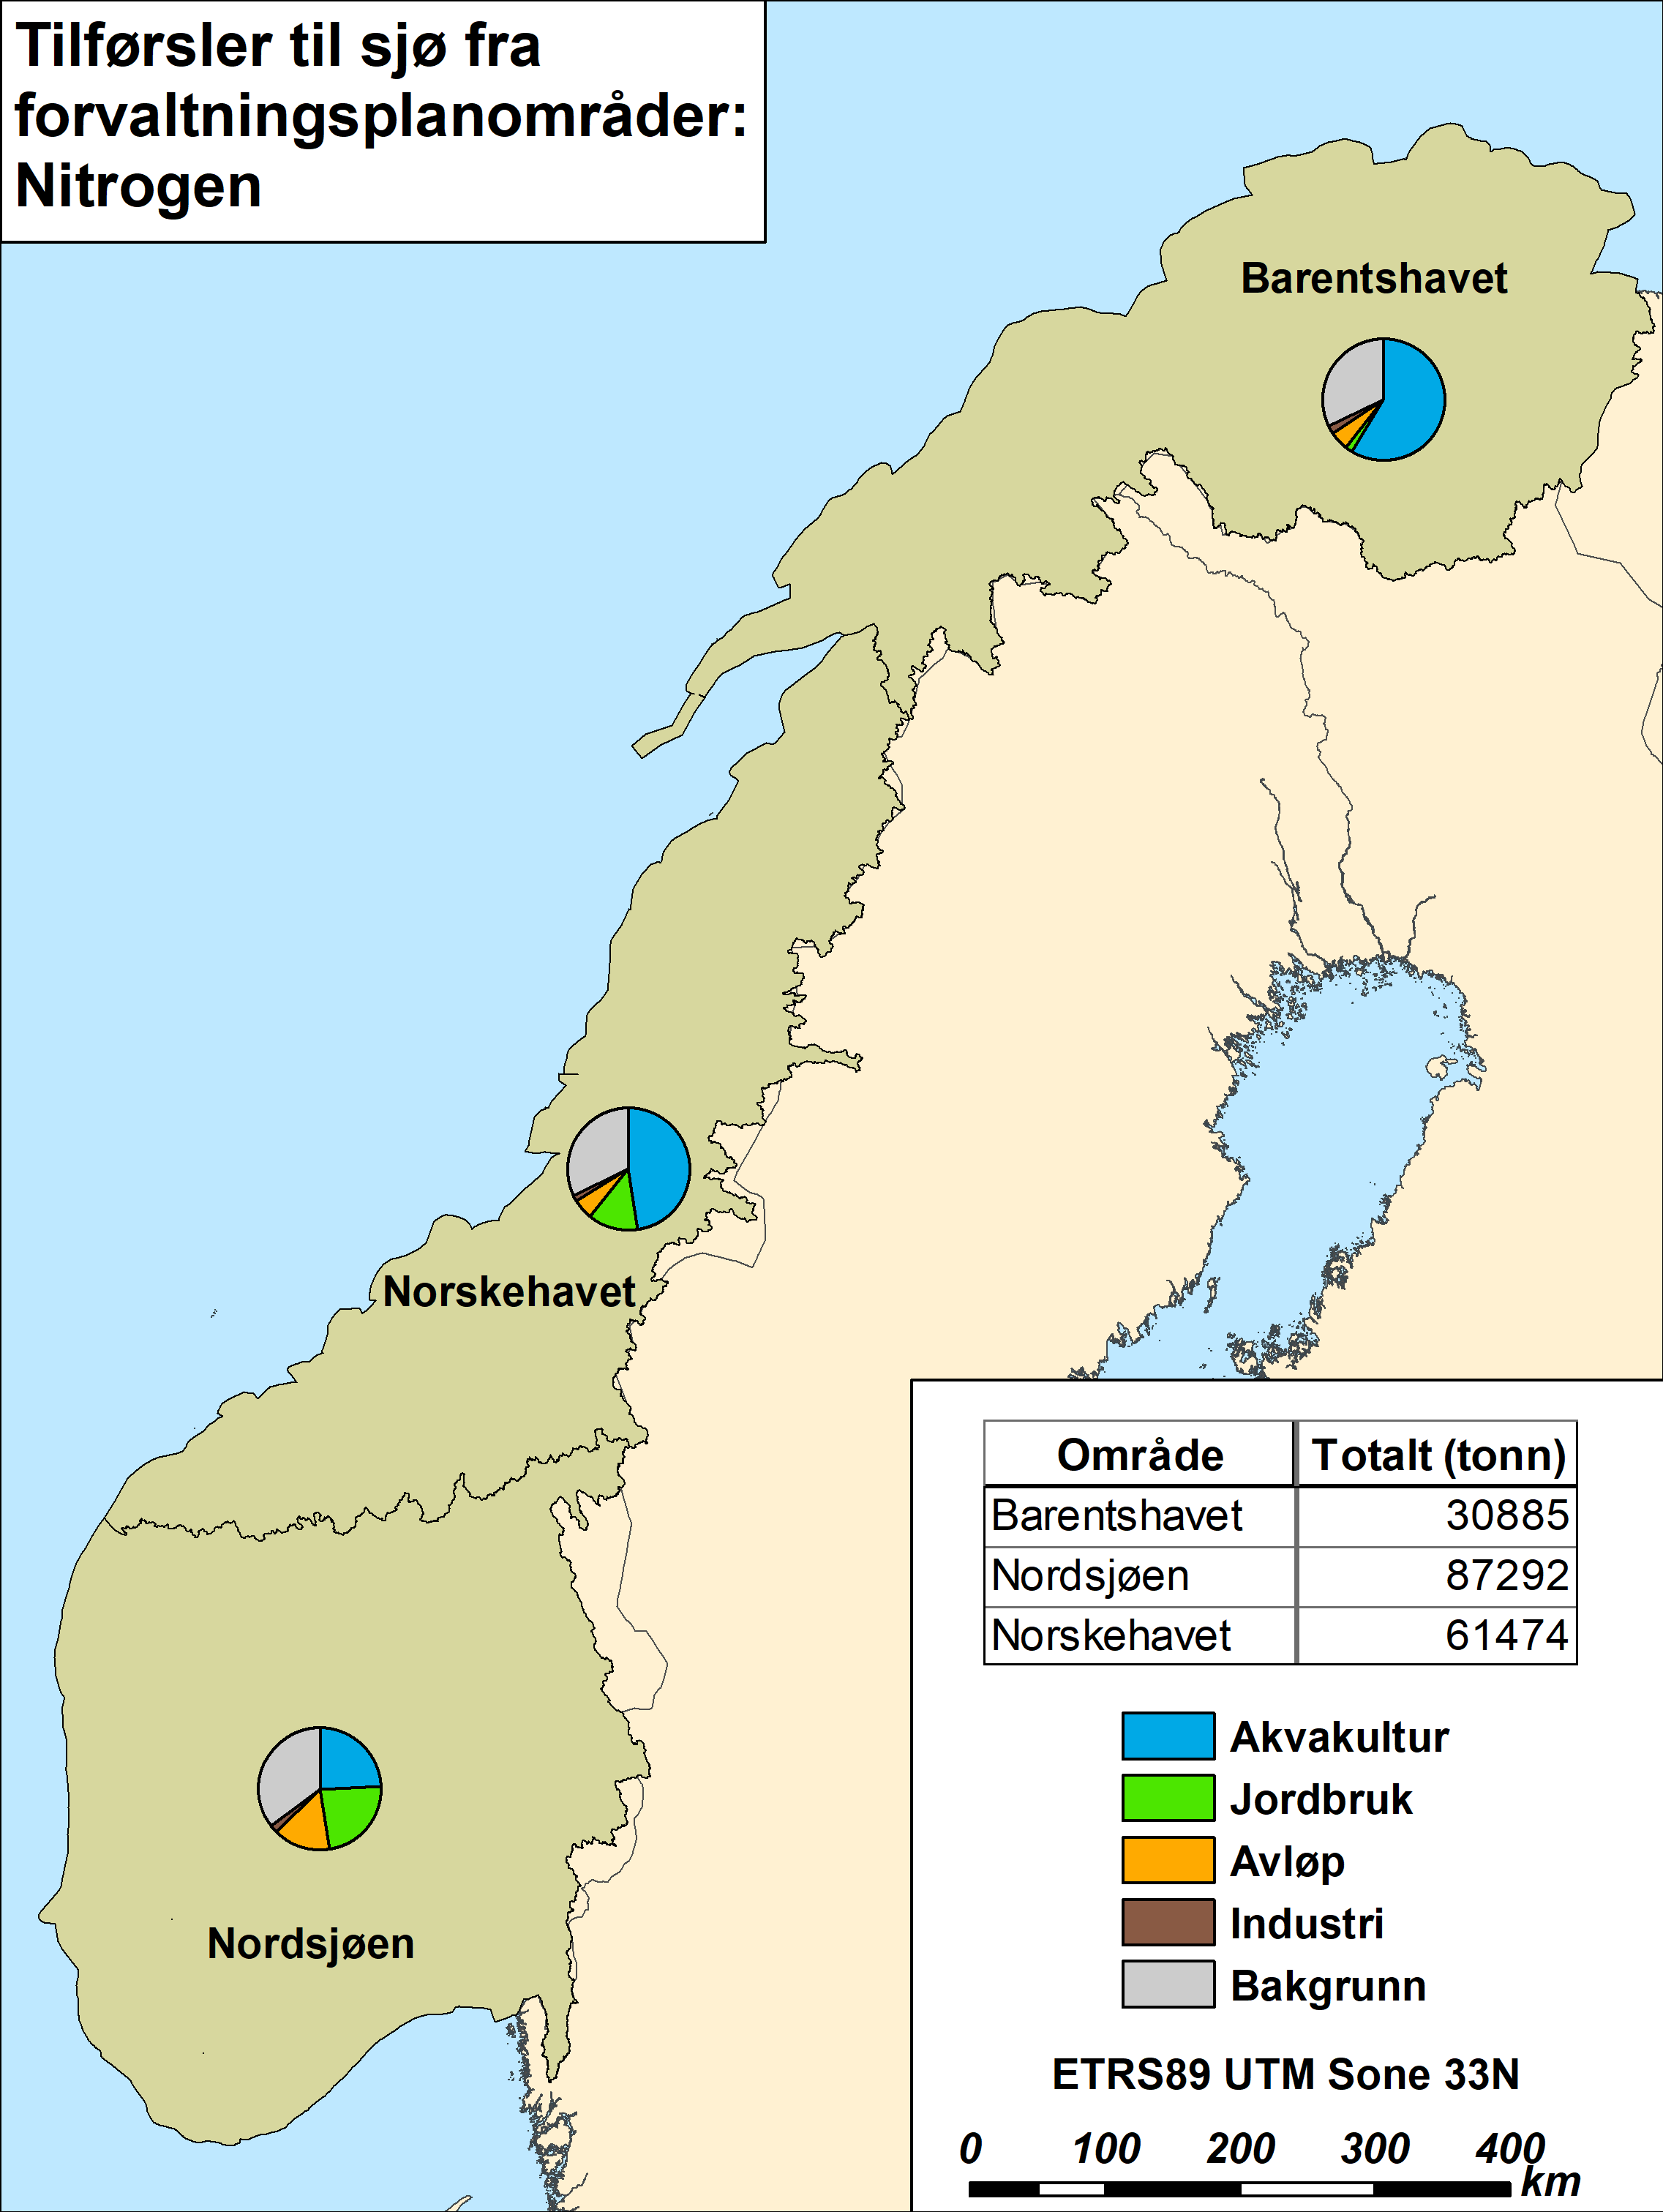 Tilførsler til sjø fra
forvaltningsplanområder:
Nitrogen
Barentshavet
Norskehavet
Nordsjøen
Område Totalt (tonn)
Barentshavet 30885
Nordsjøen 87292
Norskehavet 61474
Akvakultur
Jordbruk
Avløp
Industri
Bakgrunn
ETRS89 UTM Sone 33N
0 100 200 300 400
km